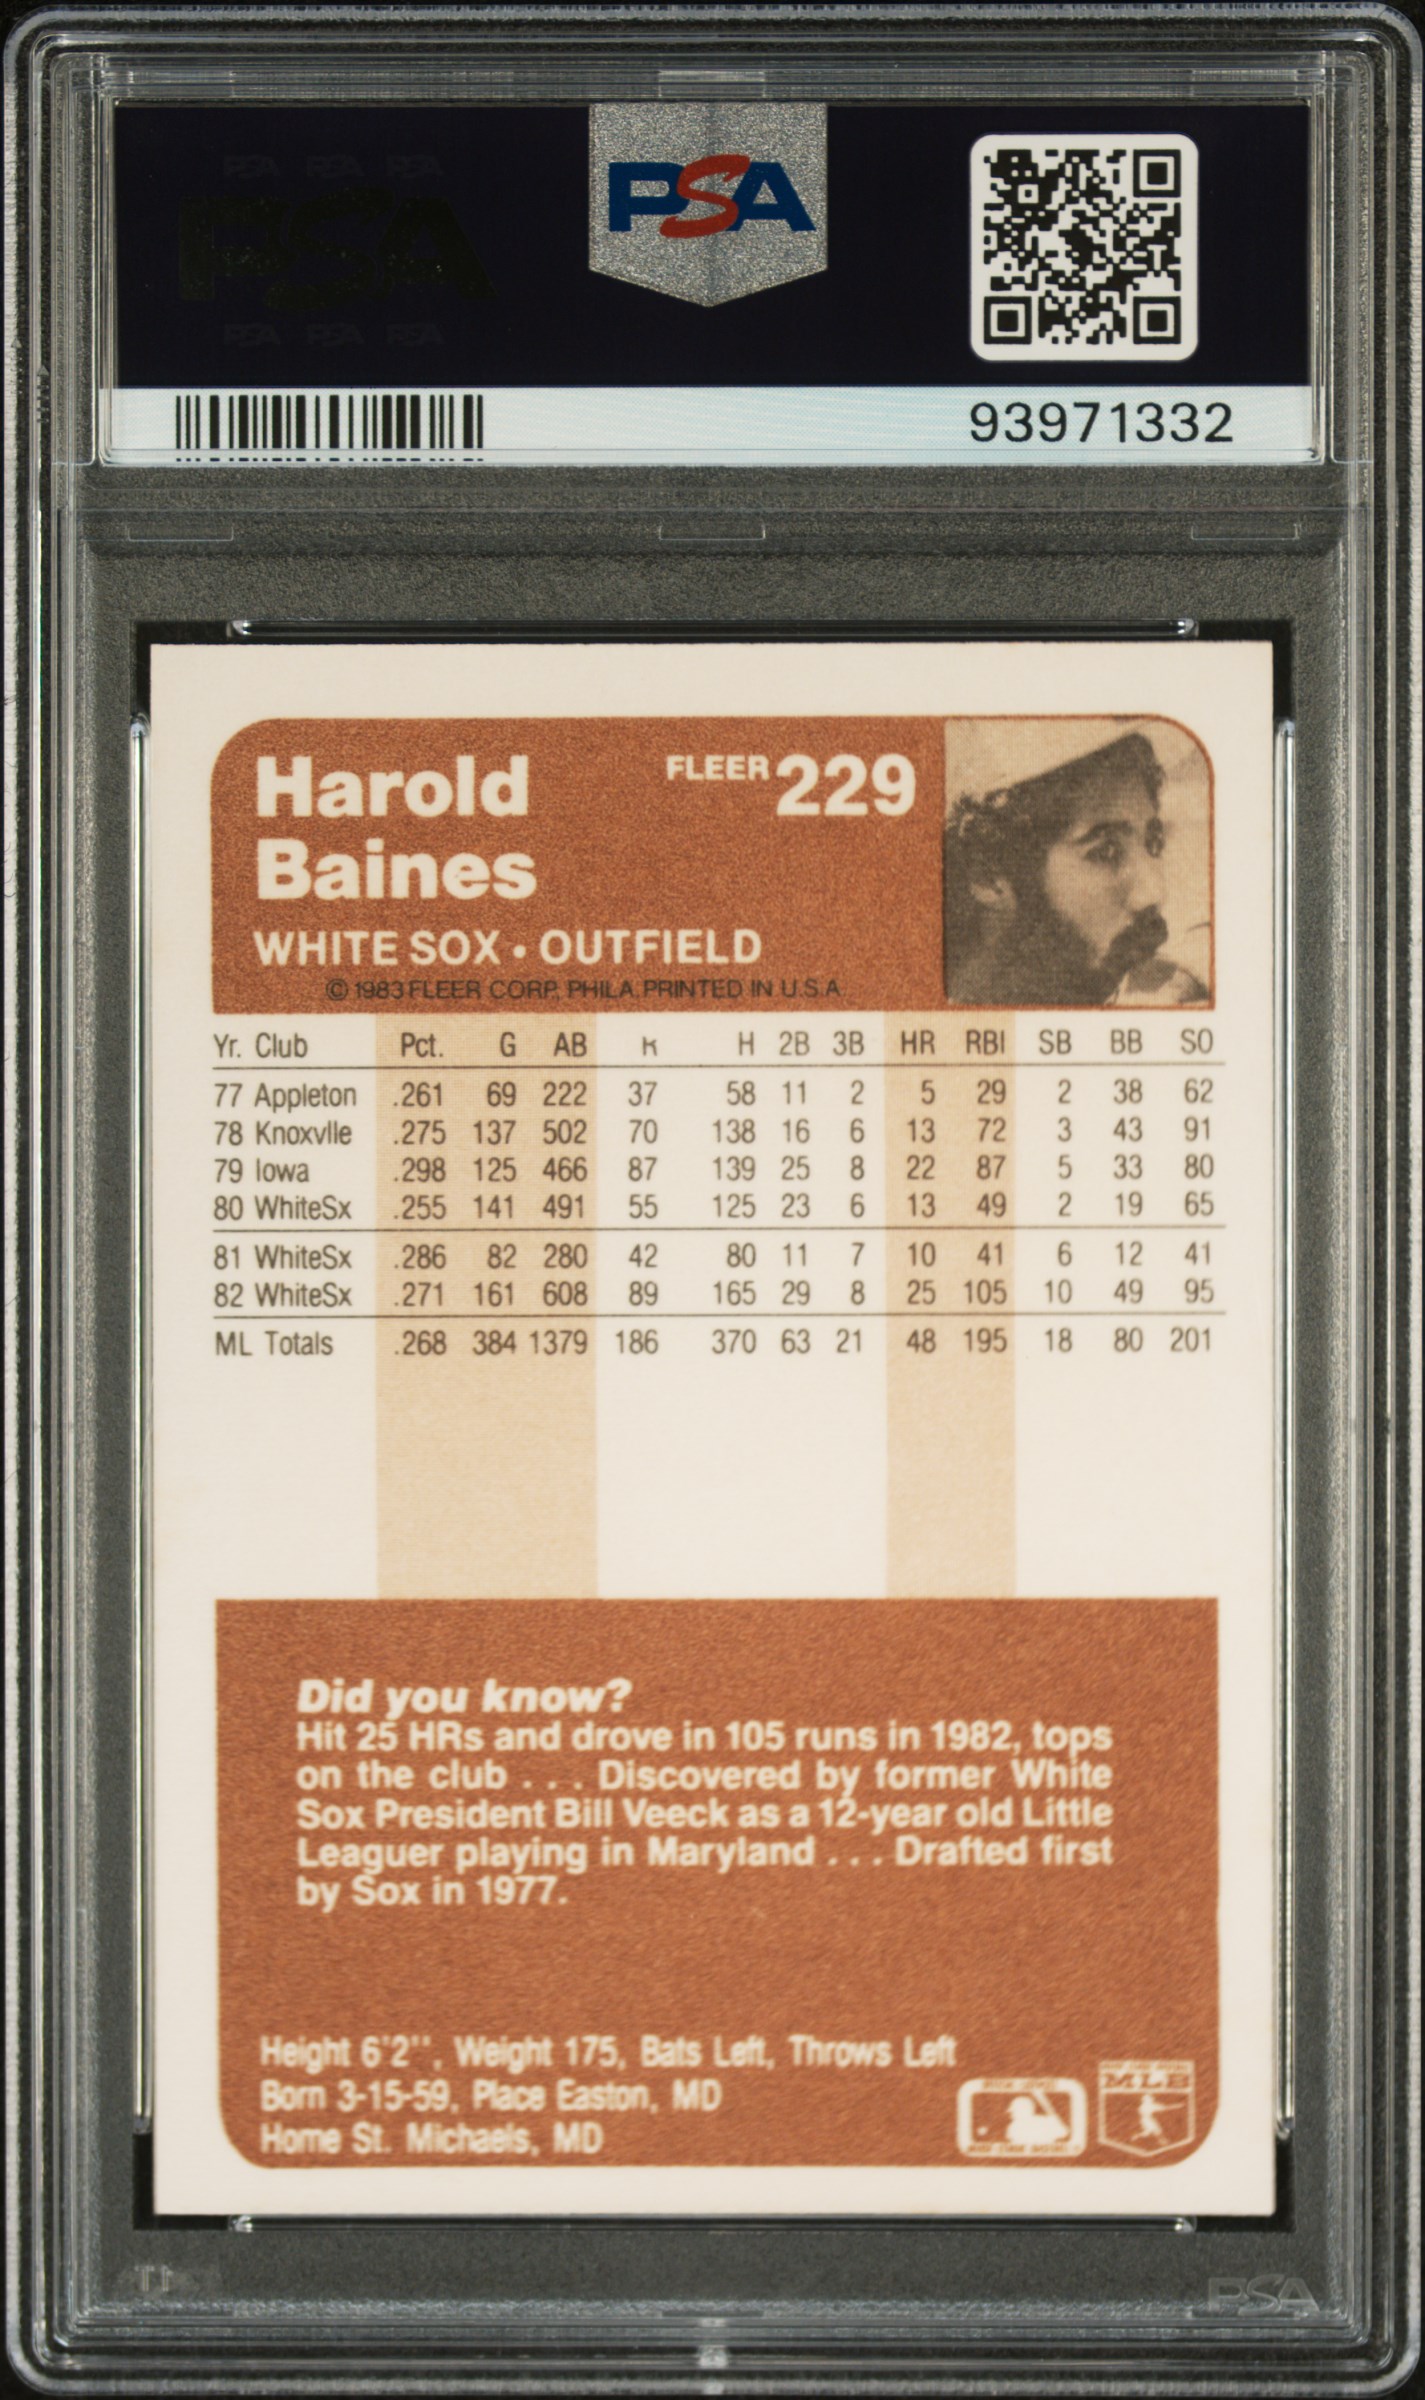 PSA PSA PSA
PSA
PSA PSA PSA
PSA
93971332
Harold
Baines
FLEER 229
WHITE SOX • OUTFIELD
© 1983 FLEER CORP. PHILA. PRINTED IN U.S.A.
Yr. Club Pct. G AB R H 2B 3B HR RBI SB BB SO
77 Appleton .261 69 222 37 58 11 2 5 29 2 38 62
78 Knoxvlle .275 137 502 70 138 16 6 13 72 3 43 91
79 Iowa .298 125 466 87 139 25 8 22 87 5 33 80
80 WhiteSx .255 141 491 55 125 23 6 13 49 2 19 65
81 WhiteSx .286 82 280 42 80 11 7 10 41 6 12 41
82 WhiteSx .271 161 608 89 165 29 8 25 105 10 49 95
ML Totals .268 384 1379 186 370 63 21 48 195 18 80 201
Did you know?
Hit 25 HRs and drove in 105 runs in 1982, tops
on the club . . . Discovered by former White
Sox President Bill Veeck as a 12-year old Little
Leaguer playing in Maryland . . . Drafted first
by Sox in 1977.
Height 6'2'', Weight 175, Bats Left, Throws Left
Born 3-15-59, Place Easton, MD
Home St. Michaels, MD
MLB
PSA